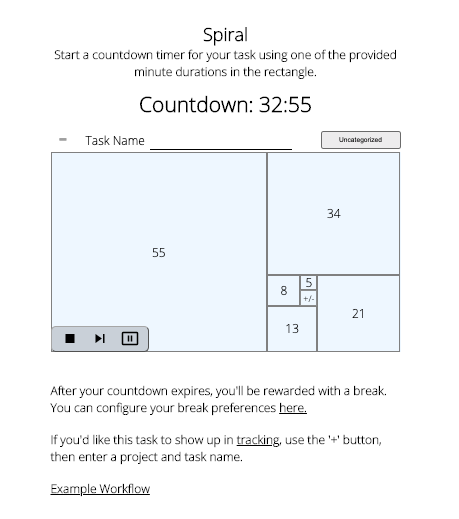 Spiral
Start a countdown timer for your task using one of the provided
minute durations in the rectangle.
Countdown: 32:55
Task Name
Uncategorized
55
34
8
5
+/-
13
21
After your countdown expires, you'll be rewarded with a break.
You can configure your break preferences here.
If you'd like this task to show up in tracking, use the '+' button,
then enter a project and task name.
Example Workflow